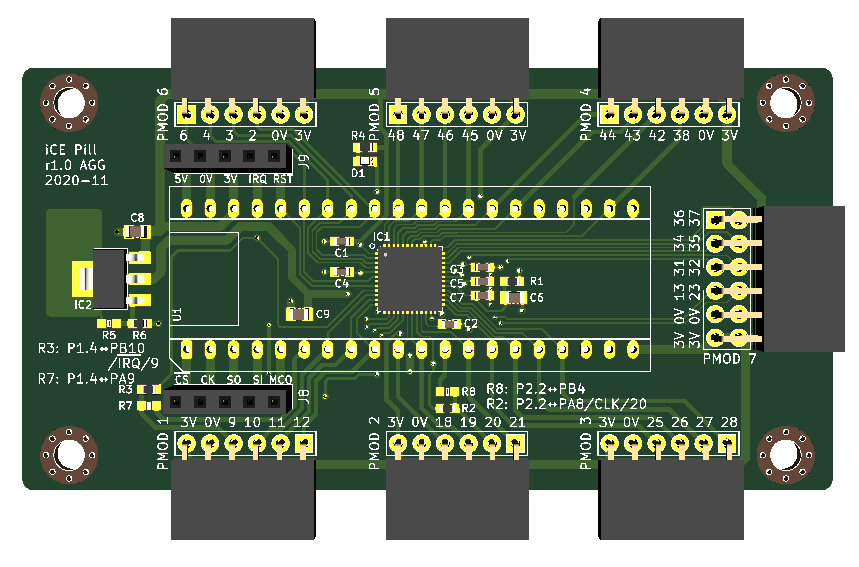 PMOD 6
6 4 3 2 0V 3V
PMOD 5
48 47 46 45 0V 3V
PMOD 4
44 43 42 38 0V 3V
iCE Pill
r1.0 AGG
2020-11
R4
D1
J9
5V 0V 3V IRQ RST
C8
IC2
R5 R6
U1
IC1
C1
C4
C9
C3
C5
C7
R1
C6
C2
36 37
34 35
31 32
13 23
0V 0V
3V 3V
PMOD 7
R3: P1.4↔PB10
/IRQ/9
R7: P1.4↔PA9
R3
R7
CS CK SO SI MCO
J8
R8
R2
R8: P2.2↔PB4
R2: P2.2↔PA8/CLK/20
PMOD 1
3V 0V 9 10 11 12
PMOD 2
3V 0V 18 19 20 21
PMOD 3
3V 0V 25 26 27 28